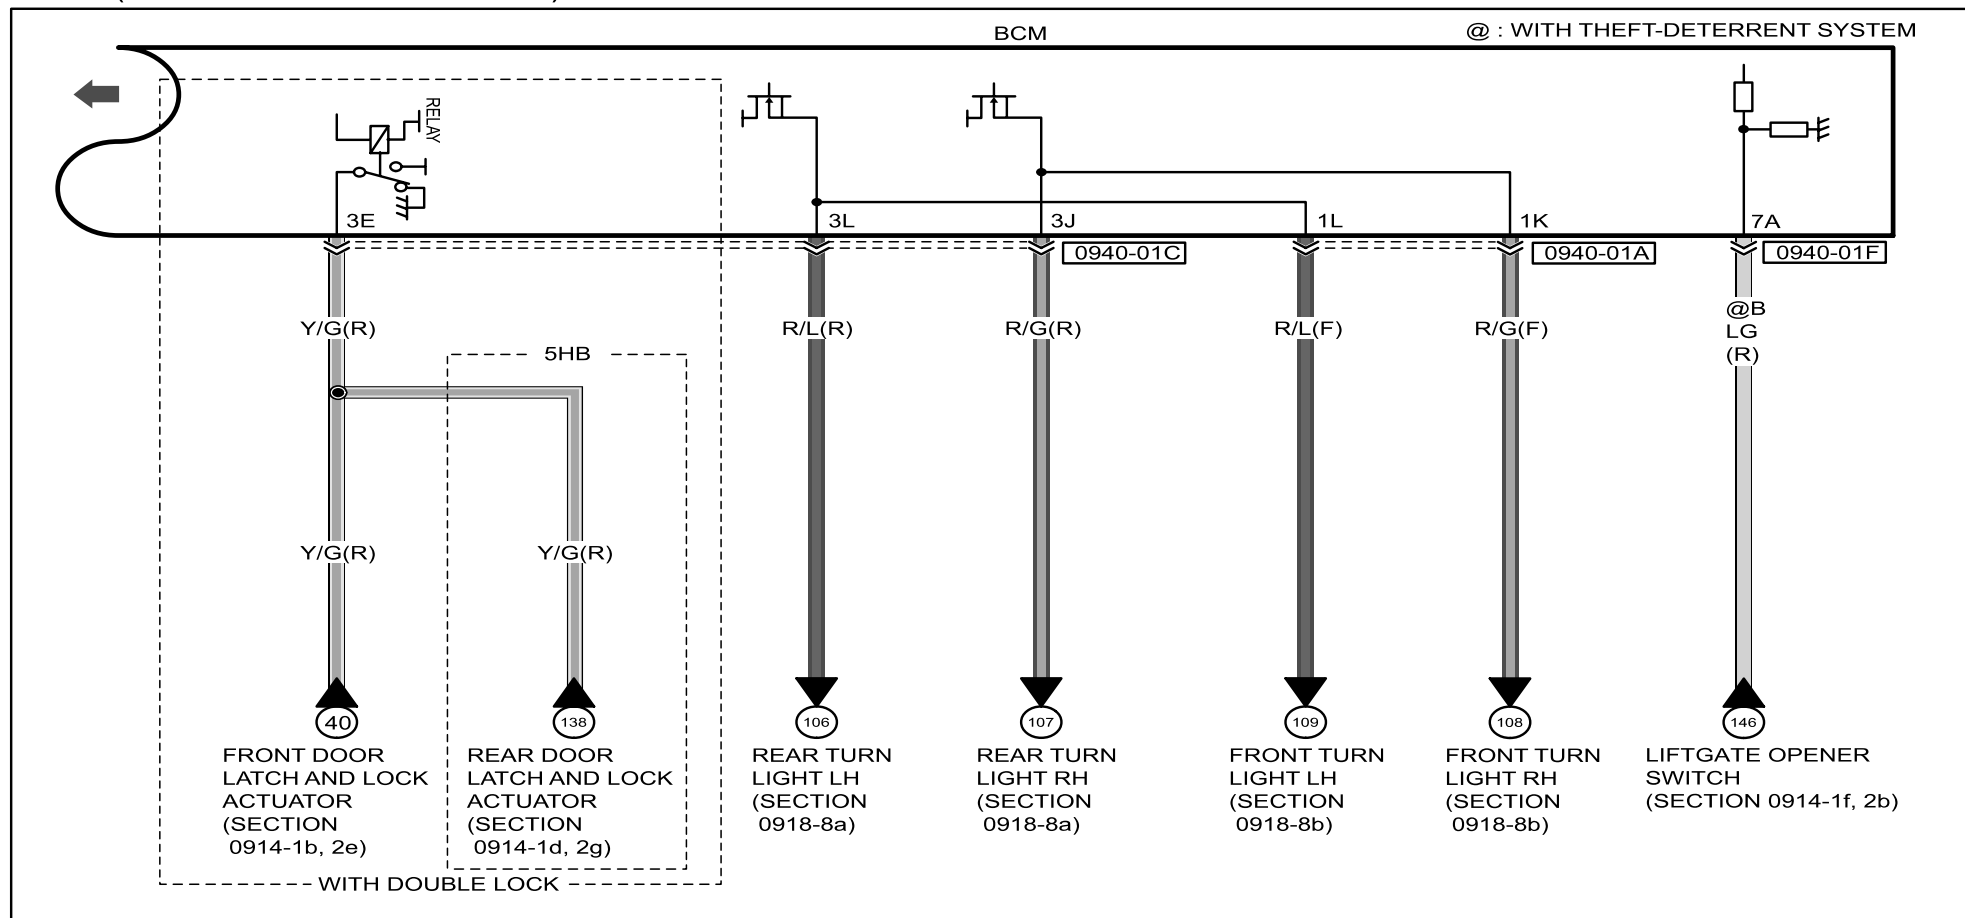 BCM
@ : WITH THEFT-DETERRENT SYSTEM
RELAY
3E
3L
3J
1L
1K
7A
0940-01C
0940-01A
0940-01F
Y/G(R)
R/L(R)
R/G(R)
R/L(F)
R/G(F)
@B
LG
(R)
5HB
Y/G(R)
Y/G(R)
40
138
106
107
109
108
146
FRONT DOOR
LATCH AND LOCK
ACTUATOR
(SECTION
0914-1b, 2e)
REAR DOOR
LATCH AND LOCK
ACTUATOR
(SECTION
0914-1d, 2g)
REAR TURN
LIGHT LH
(SECTION
0918-8a)
REAR TURN
LIGHT RH
(SECTION
0918-8a)
FRONT TURN
LIGHT LH
(SECTION
0918-8b)
FRONT TURN
LIGHT RH
(SECTION
0918-8b)
LIFTGATE OPENER
SWITCH
(SECTION 0914-1f, 2b)
WITH DOUBLE LOCK